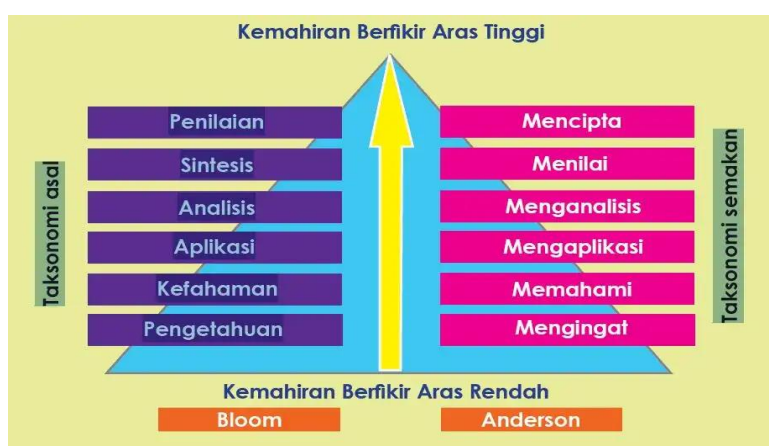 Kemahiran Berfikir Aras Tinggi
Taksonomi asal
Penilaian
Sintesis
Analisis
Aplikasi
Kefahaman
Pengetahuan
Mencipta
Menilai
Menganalisis
Mengaplikasi
Memahami
Mengingat
Taksonomi semakan
Kemahiran Berfikir Aras Rendah
Bloom
Anderson